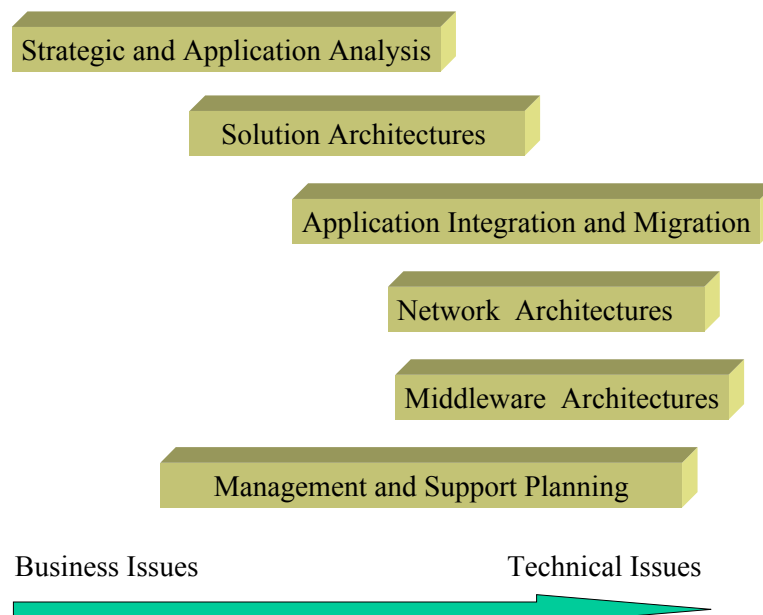 Strategic and Application Analysis
Solution Architectures
Application Integration and Migration
Network Architectures
Middleware Architectures
Management and Support Planning
Business Issues
Technical Issues